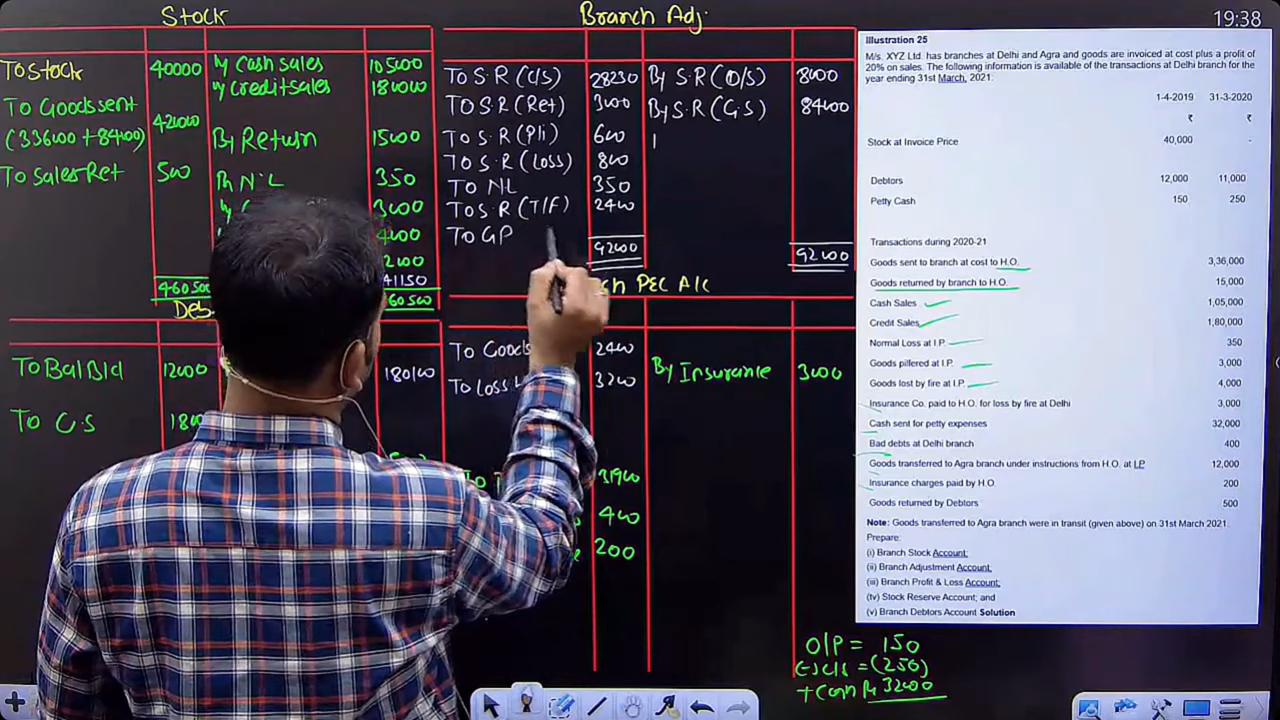 19:38
Stock
To Stock 40000 By Cash sales 105000
By credit sales 180000
To Goods sent
(336000+84000) 420000 By Return 15000
To Sales Ret 500 By N.L 350
3000
4000
460500 41150
Branch Adj.
To S.R (C/S) 28230 By S.R (O/S) 8000
To S.R (Ret) 3000 By S.R (G.S) 84000
To S.R (Pli) 600
To S.R (Loss) 800
To NL 350
To S.R (T/F) 2400
To GP
92000 92000
To Bal B/d 12000
To C.S
P&L A/c
To Goods 2400 By Insurance 3000
To Loss 3200
31900
400
200
Illustration 25
M/s. XYZ Ltd. has branches at Delhi and Agra and goods are invoiced at cost plus a profit of
20% on sales. The following information is available of the transactions at Delhi branch for the
year ending 31st March, 2021:
1-4-2019 31-3-2020
₹ ₹
Stock at Invoice Price 40,000 -
Debtors 12,000 11,000
Petty Cash 150 250
Transactions during 2020-21
Goods sent to branch at cost to H.O. 3,36,000
Goods returned by branch to H.O. 15,000
Cash Sales 1,05,000
Credit Sales 1,80,000
Normal Loss at I.P. 350
Goods pilfered at I.P. 3,000
Goods lost by fire at I.P. 4,000
Insurance Co. paid to H.O. for loss by fire at Delhi 3,000
Cash sent for petty expenses 32,000
Bad debts at Delhi branch 400
Goods transferred to Agra branch under instructions from H.O. at I.P 12,000
Insurance charges paid by H.O. 200
Goods returned by Debtors 500
Note: Goods transferred to Agra branch were in transit (given above) on 31st March 2021.
Prepare:
(i) Branch Stock Account;
(ii) Branch Adjustment Account;
(iii) Branch Profit & Loss Account;
(iv) Stock Reserve Account; and
(v) Branch Debtors Account Solution
O/P = 150
(-) C/S = (250)
32000